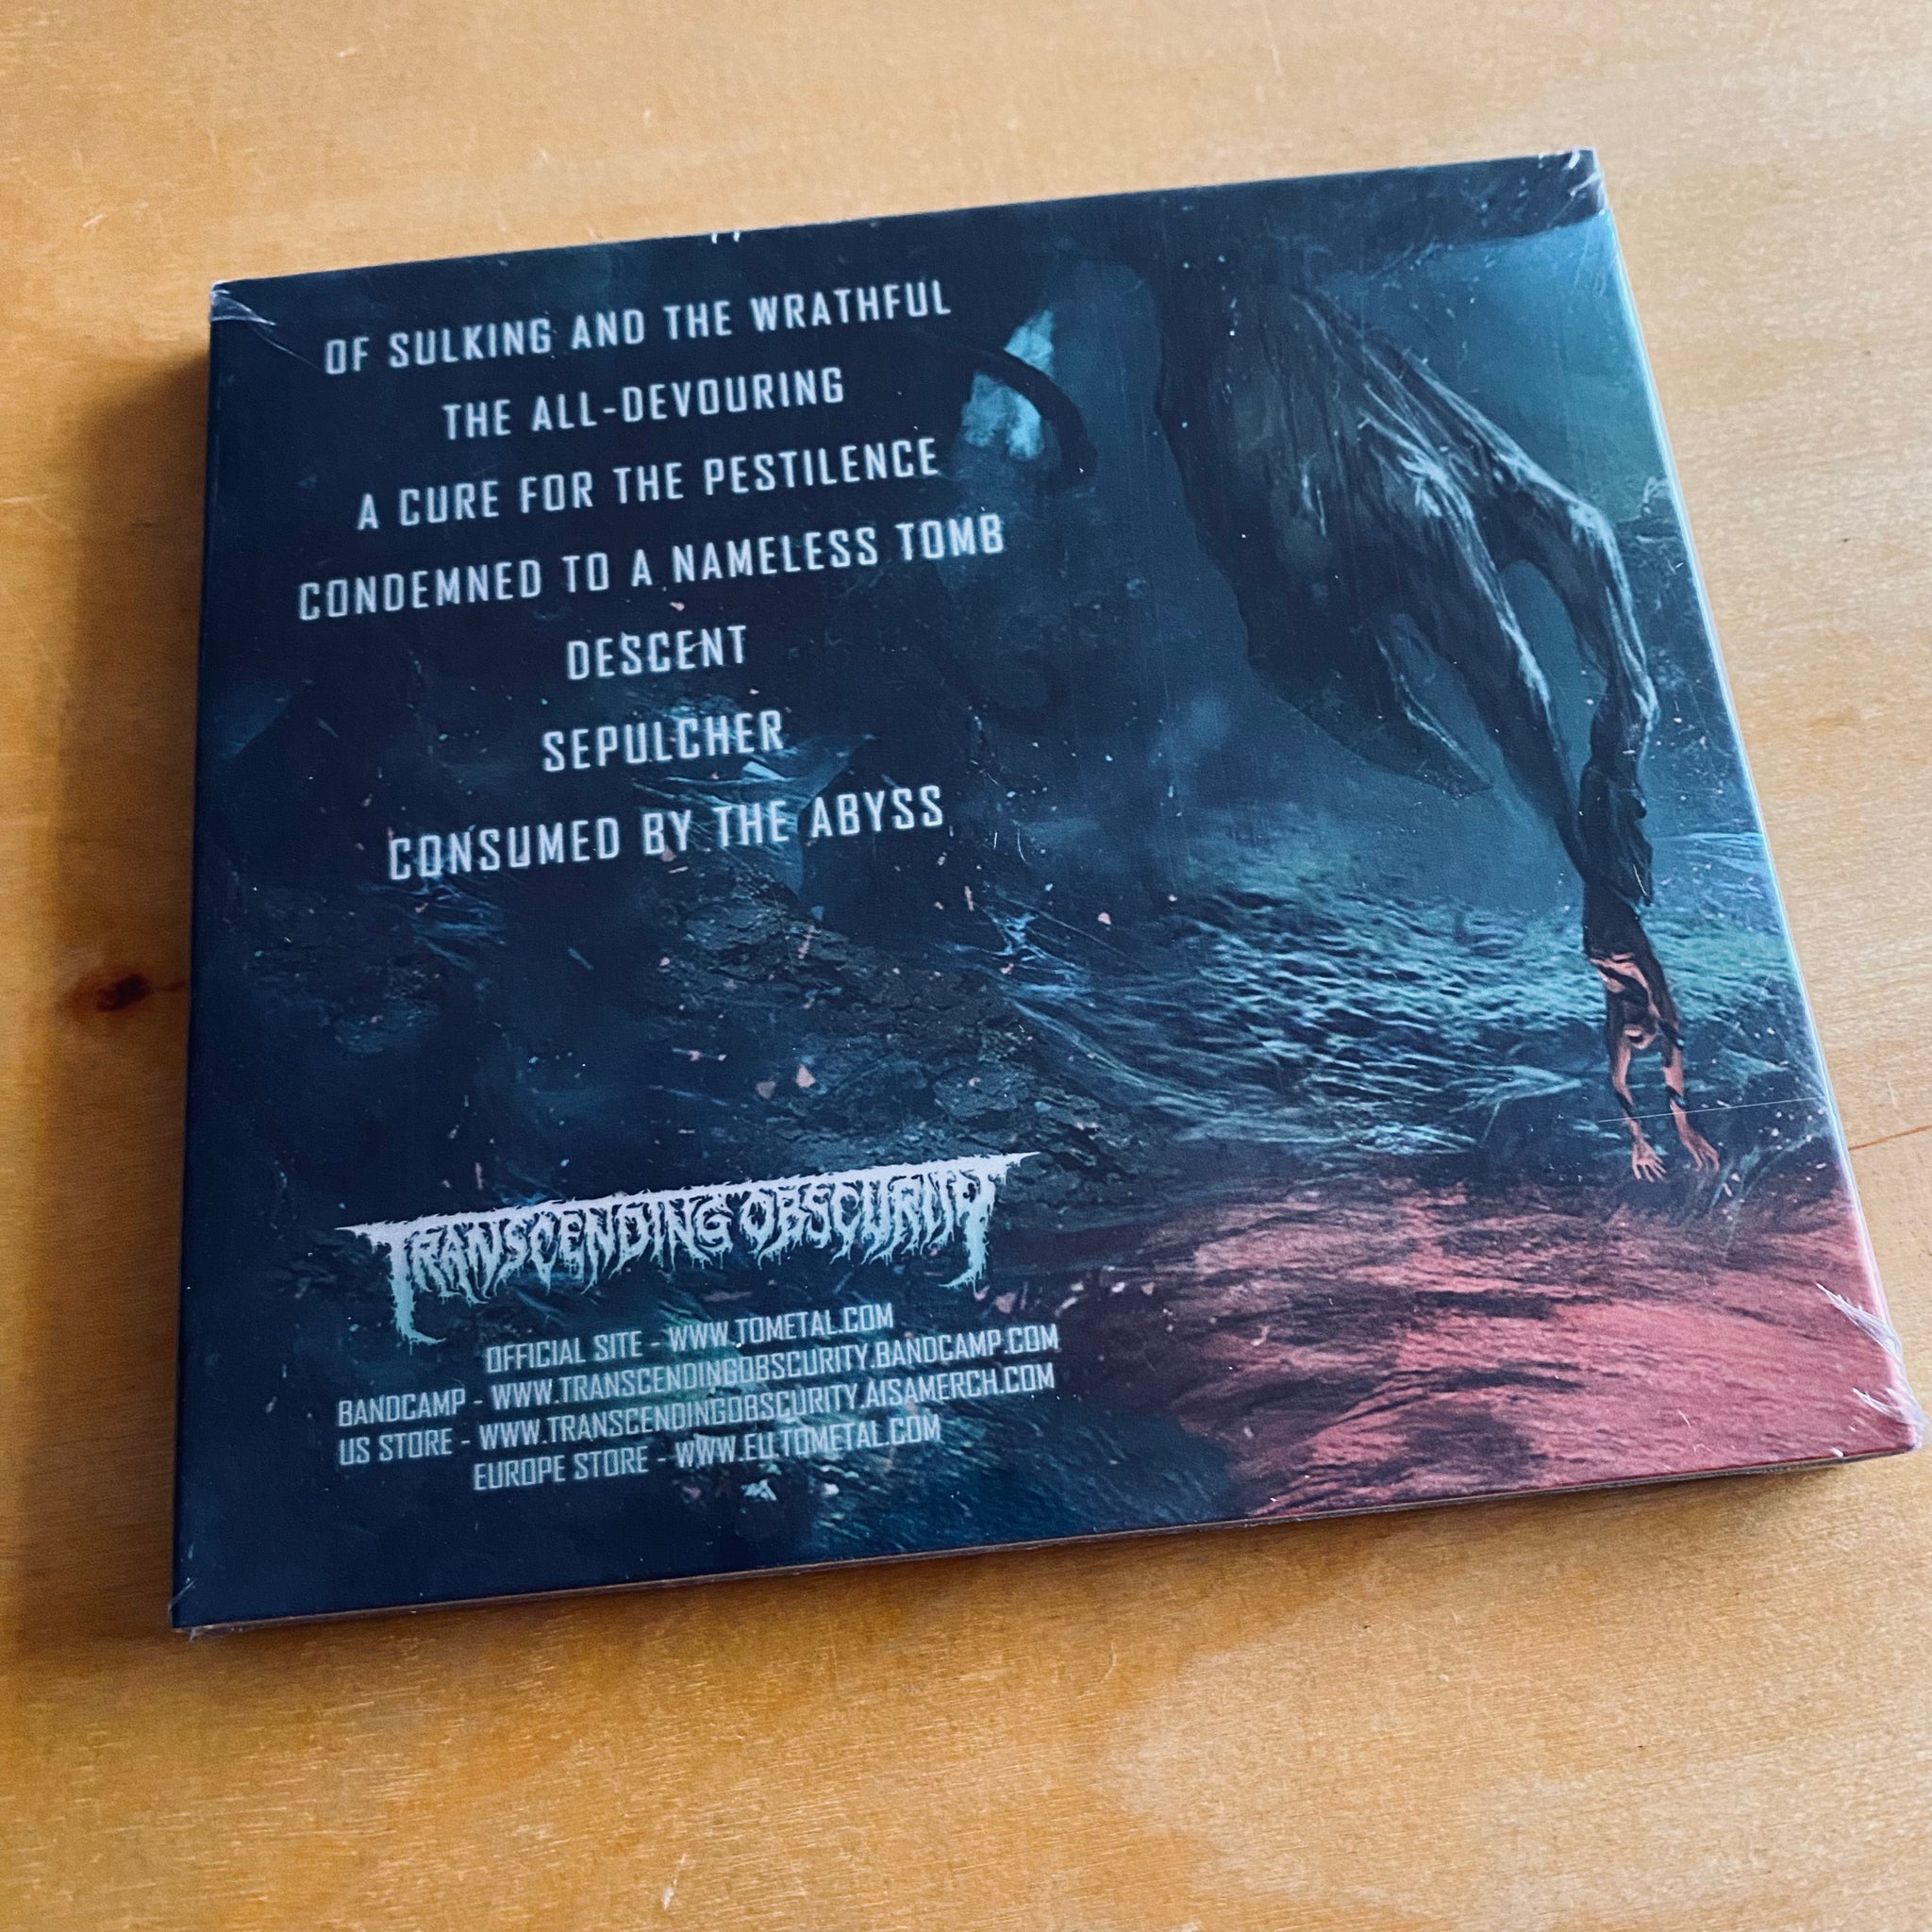 OF SULKING AND THE WRATHFUL
THE ALL-DEVOURING
A CURE FOR THE PESTILENCE
CONDEMNED TO A NAMELESS TOMB
DESCENT
SEPULCHER
CONSUMED BY THE ABYSS
TRANSCENDING OBSCURITY
OFFICIAL SITE - WWW.TOMETAL.COM
BANDCAMP - WWW.TRANSCENDINGOBSCURITY.BANDCAMP.COM
US STORE - WWW.TRANSCENDINGOBSCURITY.AISAMERCH.COM
EUROPE STORE - WWW.EU.TOMETAL.COM